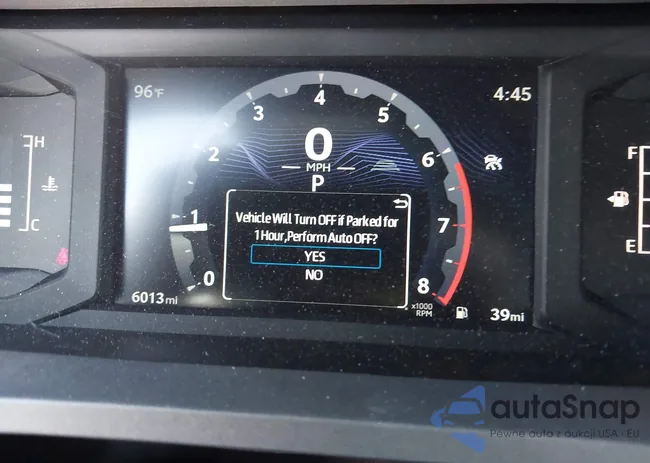 96°F
4:45
H
C
F
E
0
1
2
3
4
5
6
7
8
x1000
RPM
0
MPH
P
Vehicle Will Turn OFF if Parked for
1 Hour,Perform Auto OFF?
YES
NO
6013mi
39mi
autaSnap
Pewne auta z aukcji USA - EU